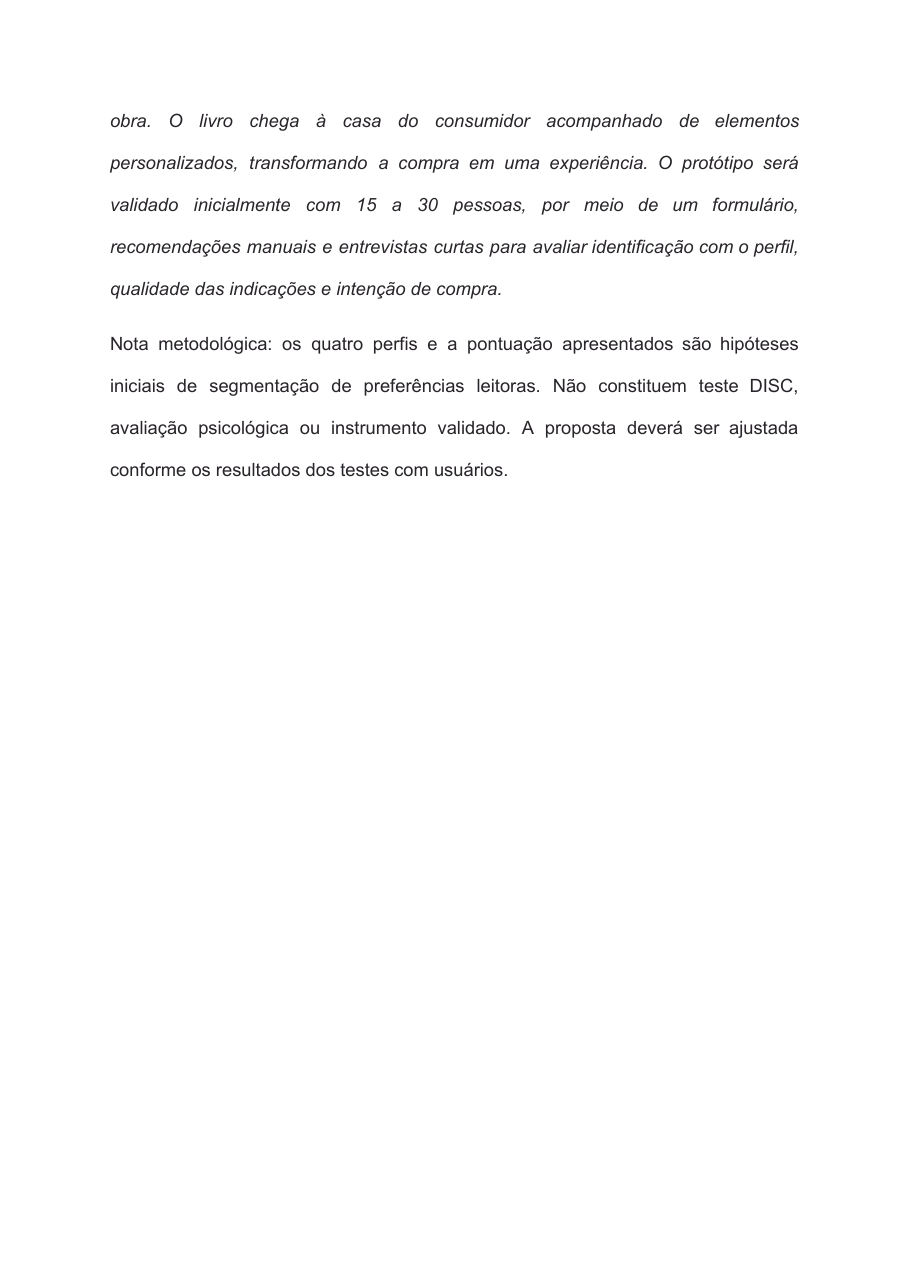 obra. O livro chega à casa do consumidor acompanhado de elementos
personalizados, transformando a compra em uma experiência. O protótipo será
validado inicialmente com 15 a 30 pessoas, por meio de um formulário,
recomendações manuais e entrevistas curtas para avaliar identificação com o perfil,
qualidade das indicações e intenção de compra.
Nota metodológica: os quatro perfis e a pontuação apresentados são hipóteses
iniciais de segmentação de preferências leitoras. Não constituem teste DISC,
avaliação psicológica ou instrumento validado. A proposta deverá ser ajustada
conforme os resultados dos testes com usuários.